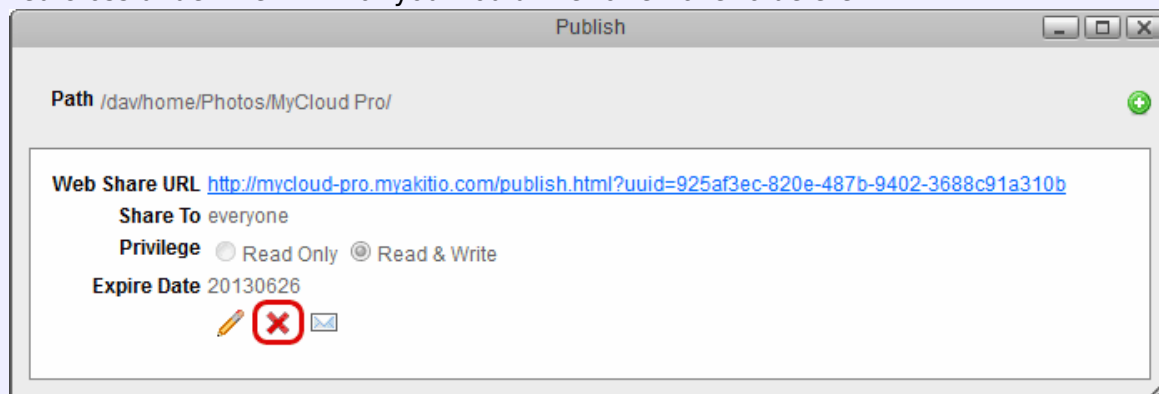 Publish
Path /dav/home/Photos/MyCloud Pro/
Web Share URL http://mycloud-pro.myakitio.com/publish.html?uuid=925af3ec-820e-487b-9402-3688c91a310b
Share To everyone
Privilege Read Only Read & Write
Expire Date 20130626